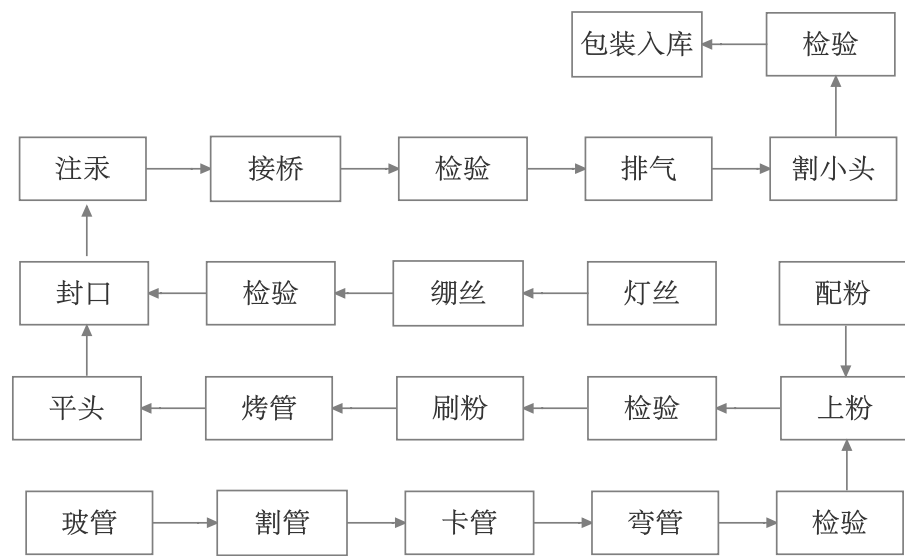 包装入库
检验
注汞
接桥
检验
排气
割小头
封口
检验
绷丝
灯丝
配粉
平头
烤管
刷粉
检验
上粉
玻管
割管
卡管
弯管
检验